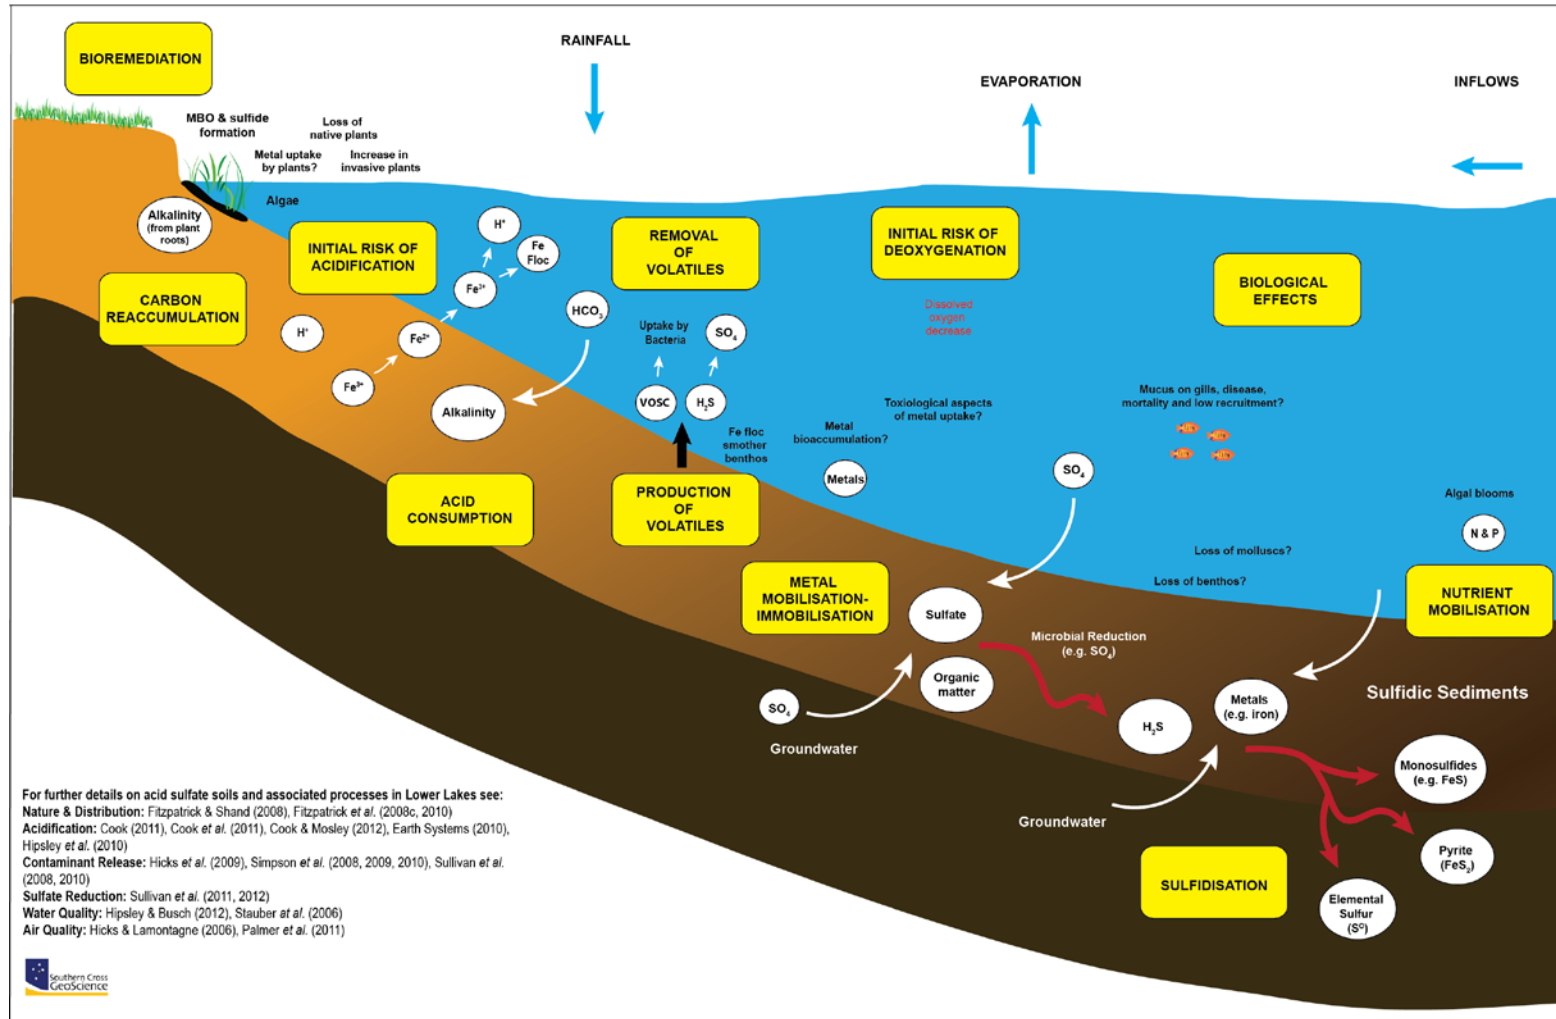 BIOREMEDIATION
RAINFALL
EVAPORATION
INFLOWS
MBO & sulfide
formation
Loss of
native plants
Metal uptake
by plants?
Increase in
invasive plants
Algae
Alkalinity
(from plant
roots)
INITIAL RISK OF
ACIDIFICATION
H⁺
Fe
Floc
REMOVAL
OF
VOLATILES
INITIAL RISK OF
DEOXYGENATION
BIOLOGICAL
EFFECTS
CARBON
REACCUMULATION
Fe³⁺
HCO₃
Dissolved
oxygen
decrease
H⁺
Fe²⁺
Uptake by
Bacteria
SO₄
Fe³⁺
Alkalinity
VOSC
H₂S
Toxiological aspects
of metal uptake?
Mucus on gills, disease,
mortality and low recruitment?
Fe floc
smother
benthos
Metal
bioaccumulation?
Metals
SO₄
ACID
CONSUMPTION
PRODUCTION
OF
VOLATILES
Algal blooms
N & P
Loss of molluscs?
Loss of benthos?
METAL
MOBILISATION-
IMMOBILISATION
NUTRIENT
MOBILISATION
Sulfate
Microbial Reduction
(e.g. SO₄)
Organic
matter
SO₄
Groundwater
H₂S
Metals
(e.g. iron)
Sulfidic Sediments
Monosulfides
(e.g. FeS)
Groundwater
Pyrite
(FeS₂)
SULFIDISATION
Elemental
Sulfur
(S⁰)
For further details on acid sulfate soils and associated processes in Lower Lakes see:
Nature & Distribution: Fitzpatrick & Shand (2008), Fitzpatrick et al. (2008c, 2010)
Acidification: Cook (2011), Cook et al. (2011), Cook & Mosley (2012), Earth Systems (2010),
Hipsley et al. (2010)
Contaminant Release: Hicks et al. (2009), Simpson et al. (2008, 2009, 2010), Sullivan et al.
(2008, 2010)
Sulfate Reduction: Sullivan et al. (2011, 2012)
Water Quality: Hipsley & Busch (2012), Stauber at al. (2006)
Air Quality: Hicks & Lamontagne (2006), Palmer et al. (2011)
Southern Cross
GeoScience